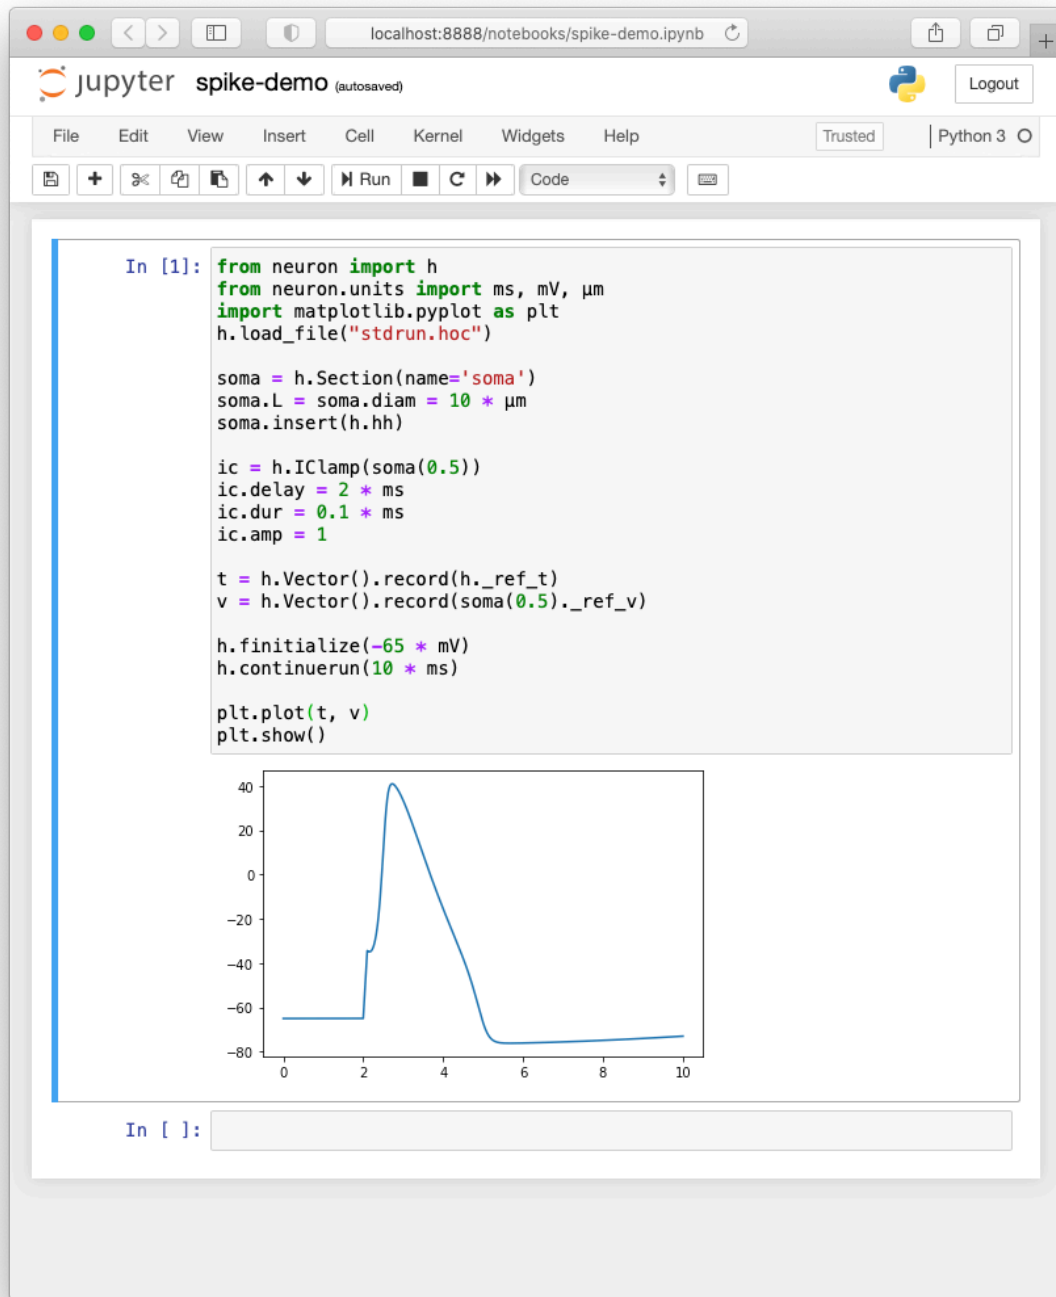 localhost:8888/notebooks/spike-demo.ipynb
jupyter spike-demo (autosaved) Logout
File Edit View Insert Cell Kernel Widgets Help Trusted Python 3
Run Code
In [1]: from neuron import h
from neuron.units import ms, mV, µm
import matplotlib.pyplot as plt
h.load_file("stdrun.hoc")
soma = h.Section(name='soma')
soma.L = soma.diam = 10 * µm
soma.insert(h.hh)
ic = h.IClamp(soma(0.5))
ic.delay = 2 * ms
ic.dur = 0.1 * ms
ic.amp = 1
t = h.Vector().record(h._ref_t)
v = h.Vector().record(soma(0.5)._ref_v)
h.finitialize(-65 * mV)
h.continuerun(10 * ms)
plt.plot(t, v)
plt.show()
40
20
0
−20
−40
−60
−80
0 2 4 6 8 10
In [ ]: